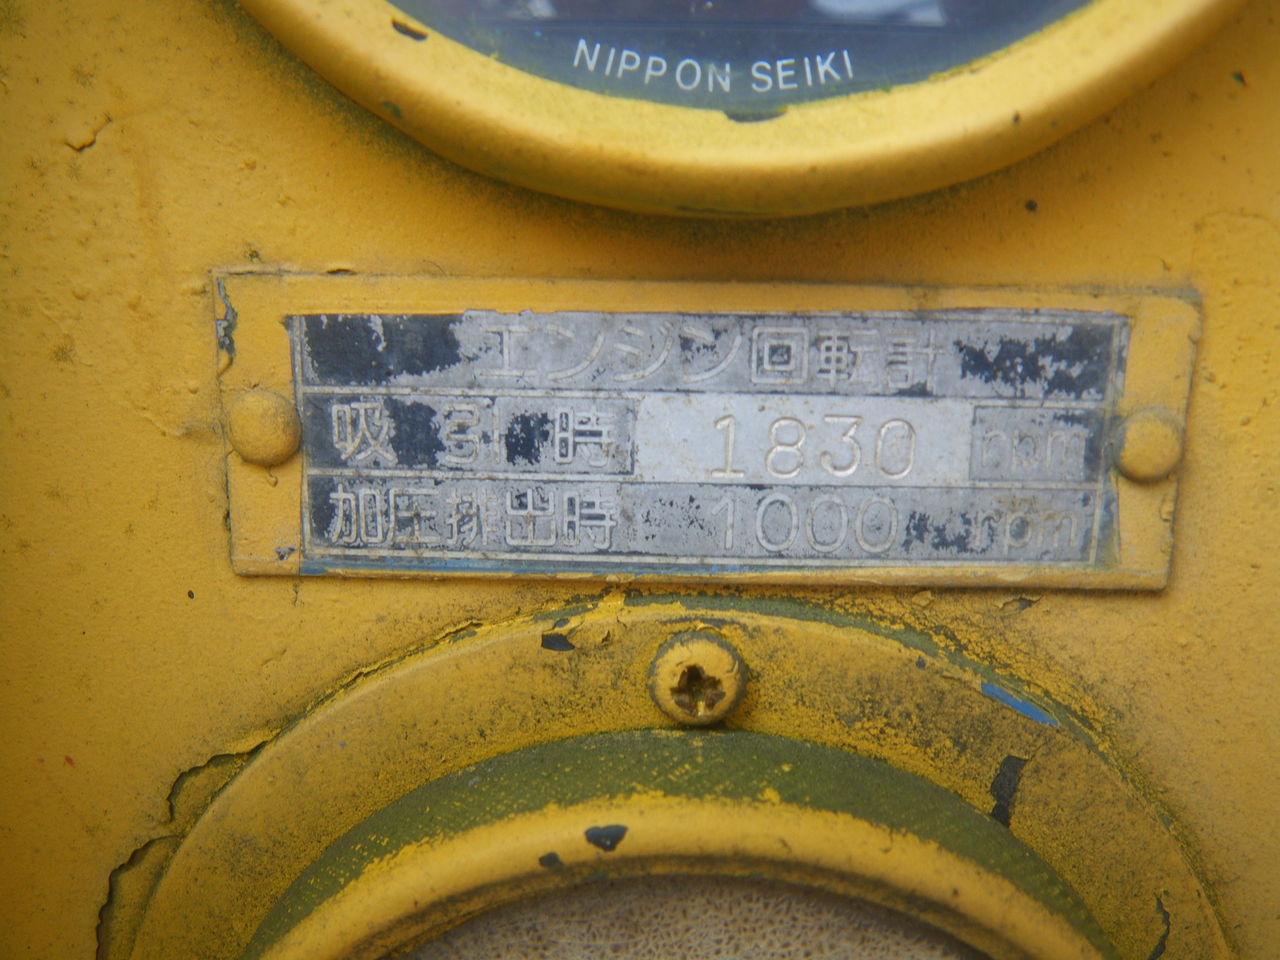 NIPPON SEIKI
エンジン回転計
吸引時 1830 rpm
加圧排出時 1000 rpm